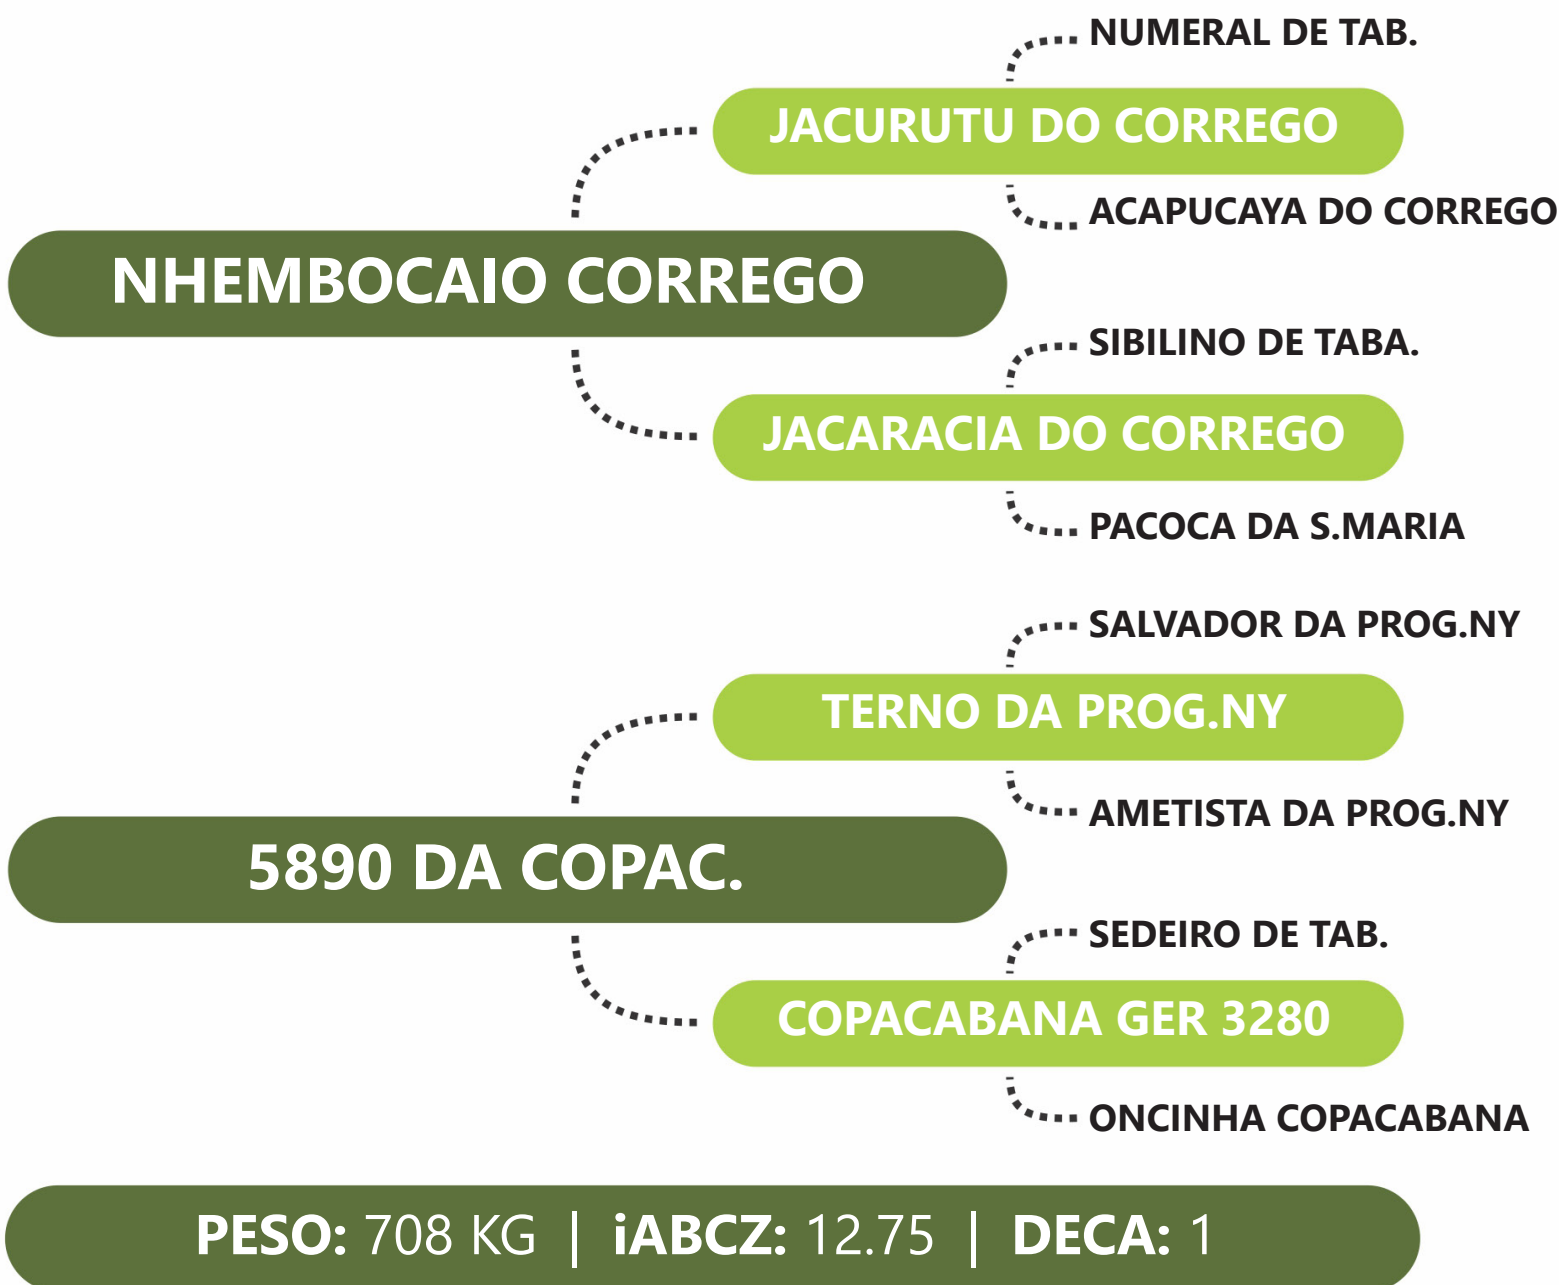 NUMERAL DE TAB.
JACURUTU DO CORREGO
ACAPUCAYA DO CORREGO
NHEMBOCAIO CORREGO
SIBILINO DE TABA.
JACARACIA DO CORREGO
PACOCA DA S.MARIA
SALVADOR DA PROG.NY
TERNO DA PROG.NY
AMETISTA DA PROG.NY
5890 DA COPAC.
SEDEIRO DE TAB.
COPACABANA GER 3280
ONCINHA COPACABANA
PESO: 708 KG | iABCZ: 12.75 | DECA: 1